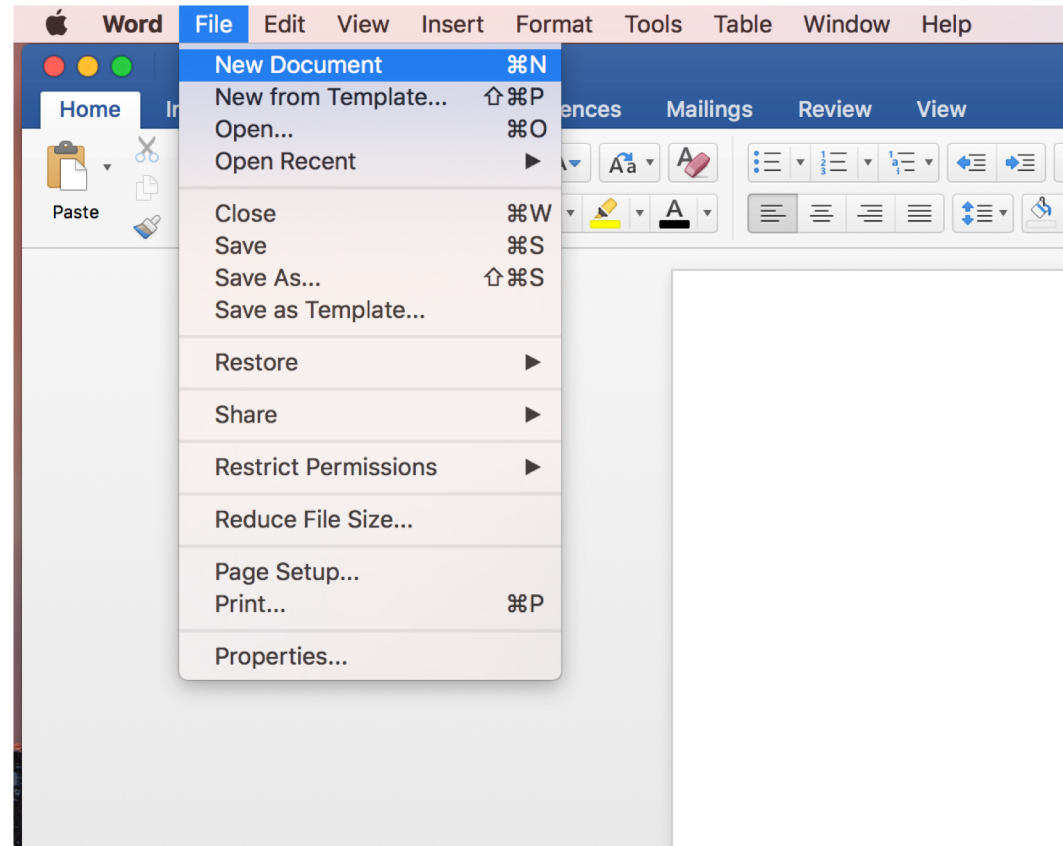 Word File Edit View Insert Format Tools Table Window Help
New Document ⌘N
New from Template... ⇧⌘P
Open... ⌘O
Open Recent ▶
Close ⌘W
Save ⌘S
Save As... ⇧⌘S
Save as Template...
Restore ▶
Share ▶
Restrict Permissions ▶
Reduce File Size...
Page Setup...
Print... ⌘P
Properties...
Home Mailings Review View
Paste